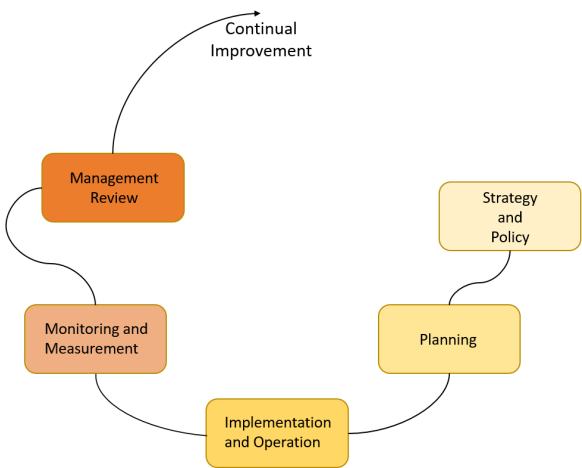 Continual
Improvement
Management
Review
Strategy
and
Policy
Monitoring and
Measurement
Planning
Implementation
and Operation